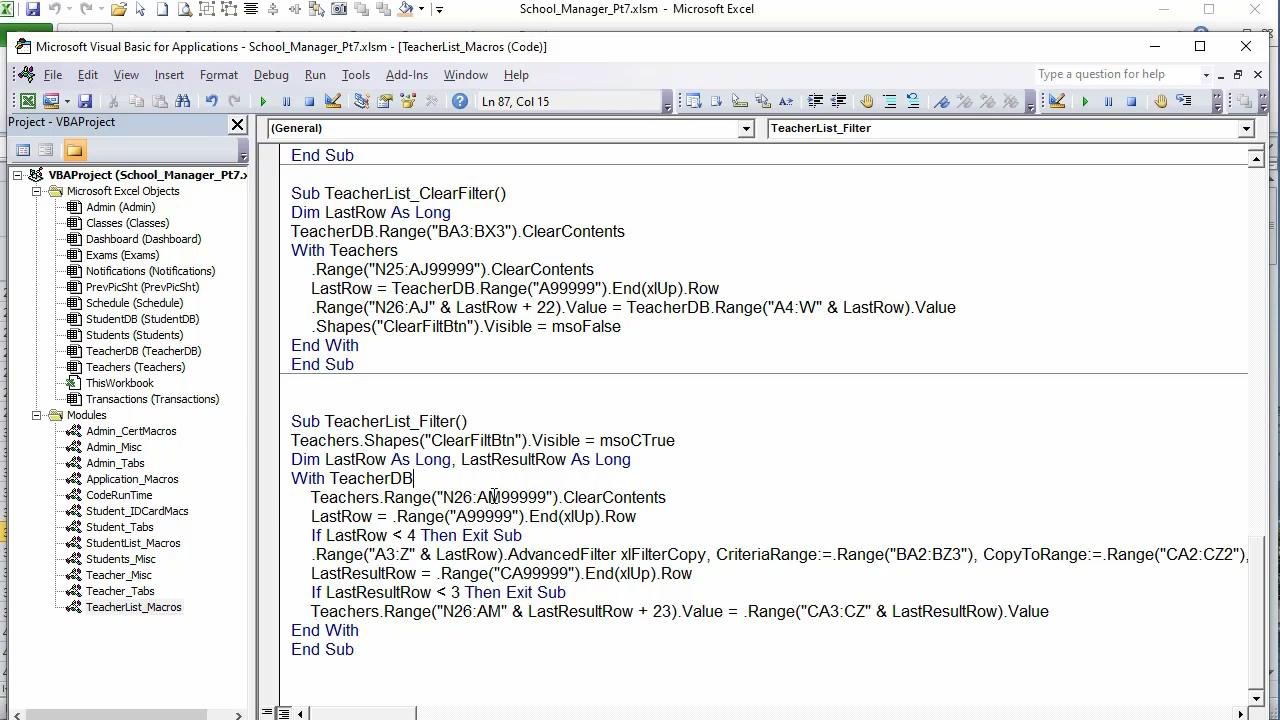 School_Manager_Pt7.xlsm - Microsoft Excel
Microsoft Visual Basic for Applications - School_Manager_Pt7.xlsm - [TeacherList_Macros (Code)]
File Edit View Insert Format Debug Run Tools Add-Ins Window Help
Type a question for help
Ln 87, Col 15
Project - VBAProject
(General)
TeacherList_Filter
VBAProject (School_Manager_Pt7.x
Microsoft Excel Objects
Admin (Admin)
Classes (Classes)
Dashboard (Dashboard)
Exams (Exams)
Notifications (Notifications)
PrevPicSht (PrevPicSht)
Schedule (Schedule)
StudentDB (StudentDB)
Students (Students)
TeacherDB (TeacherDB)
Teachers (Teachers)
ThisWorkbook
Transactions (Transactions)
Modules
Admin_CertMacros
Admin_Misc
Admin_Tabs
Application_Macros
CodeRunTime
Student_IDCardMacs
Student_Tabs
StudentList_Macros
Students_Misc
Teacher_Misc
Teacher_Tabs
TeacherList_Macros
End Sub
Sub TeacherList_ClearFilter()
Dim LastRow As Long
TeacherDB.Range("BA3:BX3").ClearContents
With Teachers
.Range("N25:AJ99999").ClearContents
LastRow = TeacherDB.Range("A99999").End(xlUp).Row
.Range("N26:AJ" & LastRow + 22).Value = TeacherDB.Range("A4:W" & LastRow).Value
.Shapes("ClearFiltBtn").Visible = msoFalse
End With
End Sub
Sub TeacherList_Filter()
Teachers.Shapes("ClearFiltBtn").Visible = msoCTrue
Dim LastRow As Long, LastResultRow As Long
With TeacherDB
Teachers.Range("N26:AM99999").ClearContents
LastRow = .Range("A99999").End(xlUp).Row
If LastRow < 4 Then Exit Sub
.Range("A3:Z" & LastRow).AdvancedFilter xlFilterCopy, CriteriaRange:=.Range("BA2:BZ3"), CopyToRange:=.Range("CA2:CZ2"),
LastResultRow = .Range("CA99999").End(xlUp).Row
If LastResultRow < 3 Then Exit Sub
Teachers.Range("N26:AM" & LastResultRow + 23).Value = .Range("CA3:CZ" & LastResultRow).Value
End With
End Sub